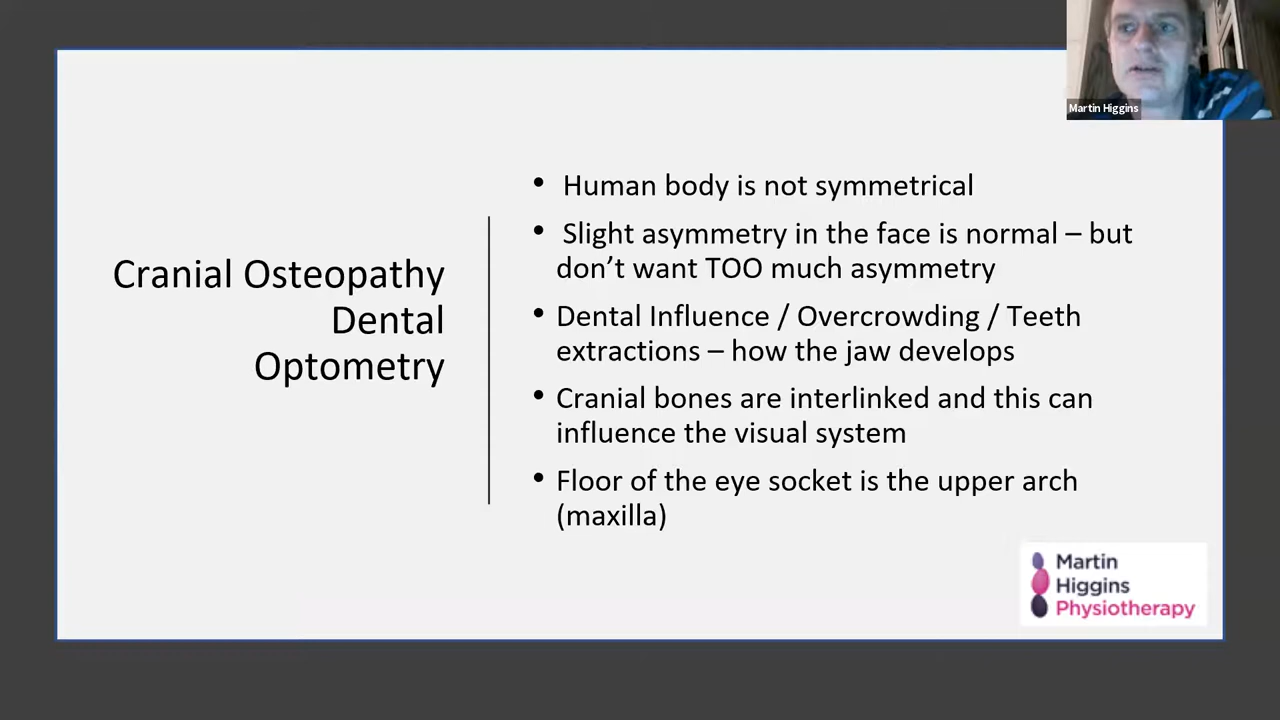 Martin Higgins
Cranial Osteopathy
Dental
Optometry
• Human body is not symmetrical
• Slight asymmetry in the face is normal – but
don’t want TOO much asymmetry
• Dental Influence / Overcrowding / Teeth
extractions – how the jaw develops
• Cranial bones are interlinked and this can
influence the visual system
• Floor of the eye socket is the upper arch
(maxilla)
Martin
Higgins
Physiotherapy